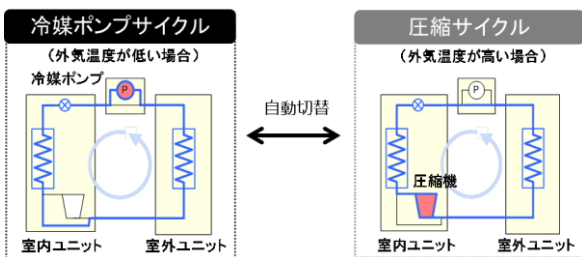 冷媒ポンプサイクル
（外気温度が低い場合）
冷媒ポンプ
P
室内ユニット
室外ユニット
自動切替
圧縮サイクル
（外気温度が高い場合）
P
圧縮機
室内ユニット
室外ユニット